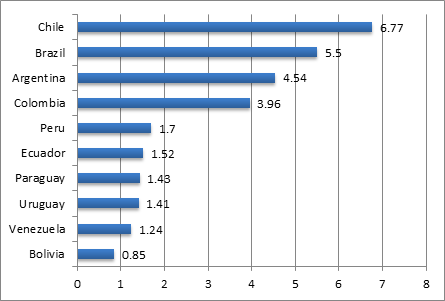 Chile 6.77
Brazil 5.5
Argentina 4.54
Colombia 3.96
Peru 1.7
Ecuador 1.52
Paraguay 1.43
Uruguay 1.41
Venezuela 1.24
Bolivia 0.85
0 1 2 3 4 5 6 7 8